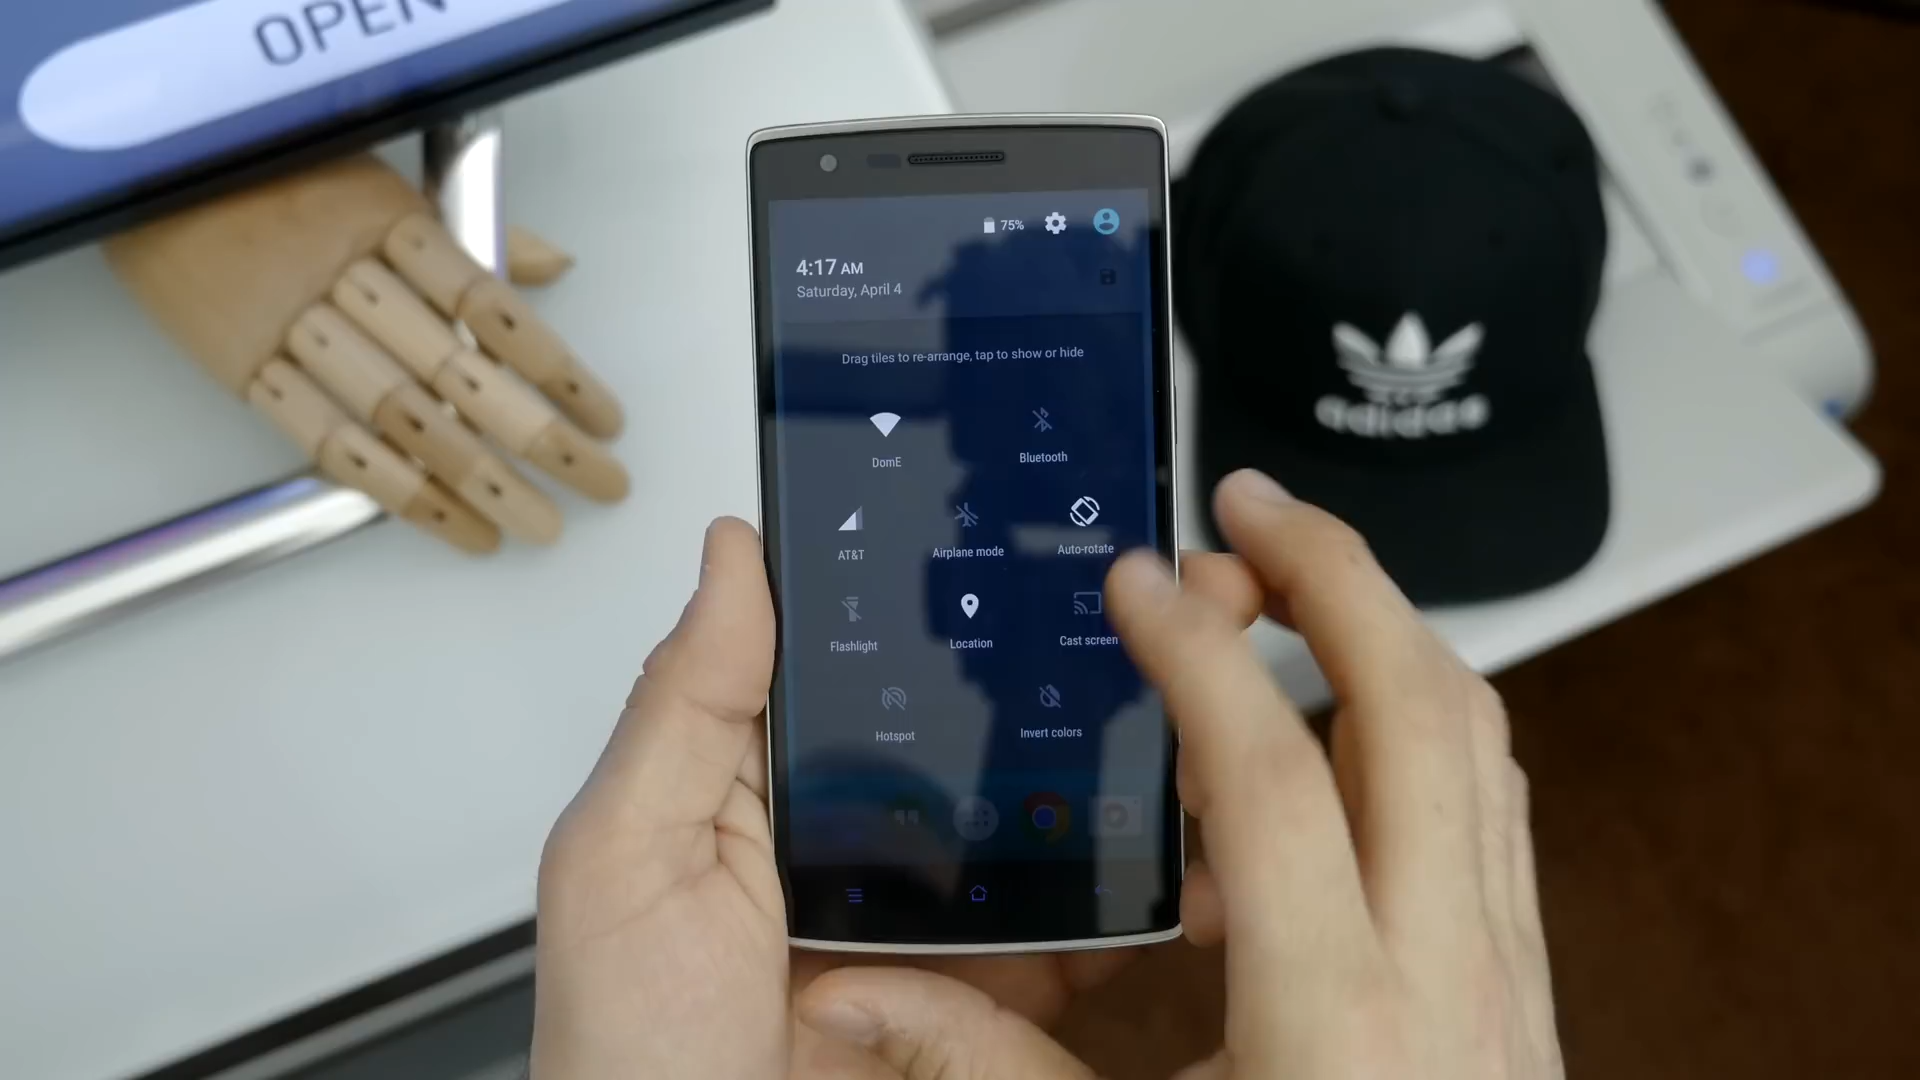 OPEN
75%
4:17 AM
Saturday, April 4
Drag tiles to re-arrange, tap to show or hide
DomE
Bluetooth
AT&T
Airplane mode
Auto-rotate
Flashlight
Location
Cast screen
Hotspot
Invert colors
adidas